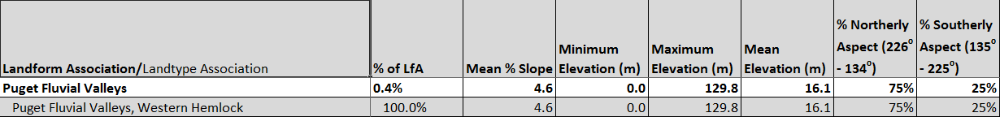 Landform Association/Landtype Association	% of LfA	Mean % Slope	Minimum Elevation (m)	Maximum Elevation (m)	Mean Elevation (m)	% Northerly Aspect (226° - 134°)	% Southerly Aspect (135° - 225°)
Puget Fluvial Valleys	0.4%	4.6	0.0	129.8	16.1	75%	25%
Puget Fluvial Valleys, Western Hemlock	100.0%	4.6	0.0	129.8	16.1	75%	25%